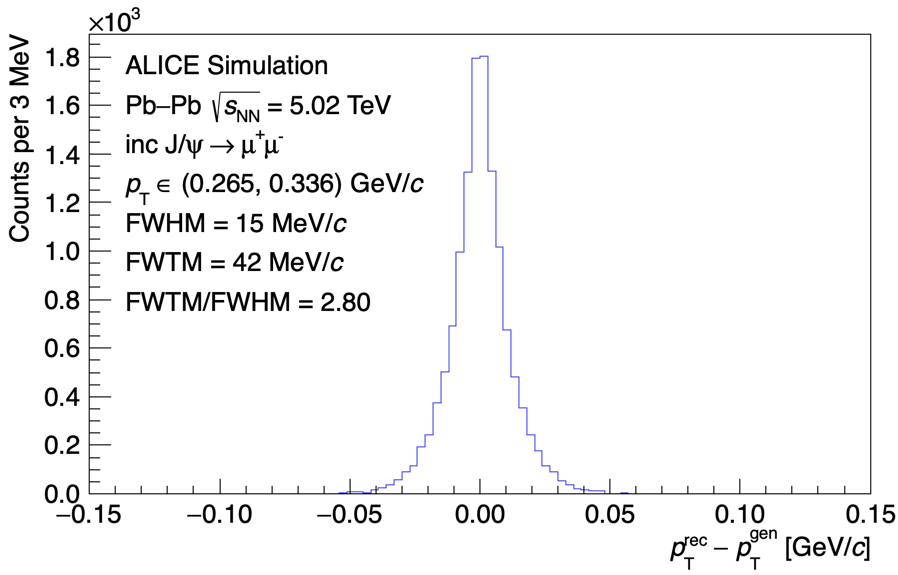 ×10³
Counts per 3 MeV
1.8
1.6
1.4
1.2
1.0
0.8
0.6
0.4
0.2
0.0
ALICE Simulation
Pb–Pb √sNN = 5.02 TeV
inc J/ψ → μ⁺μ⁻
pT ∈ (0.265, 0.336) GeV/c
FWHM = 15 MeV/c
FWTM = 42 MeV/c
FWTM/FWHM = 2.80
−0.15 −0.10 −0.05 0.00 0.05 0.10 0.15
pTrec − pTgen [GeV/c]